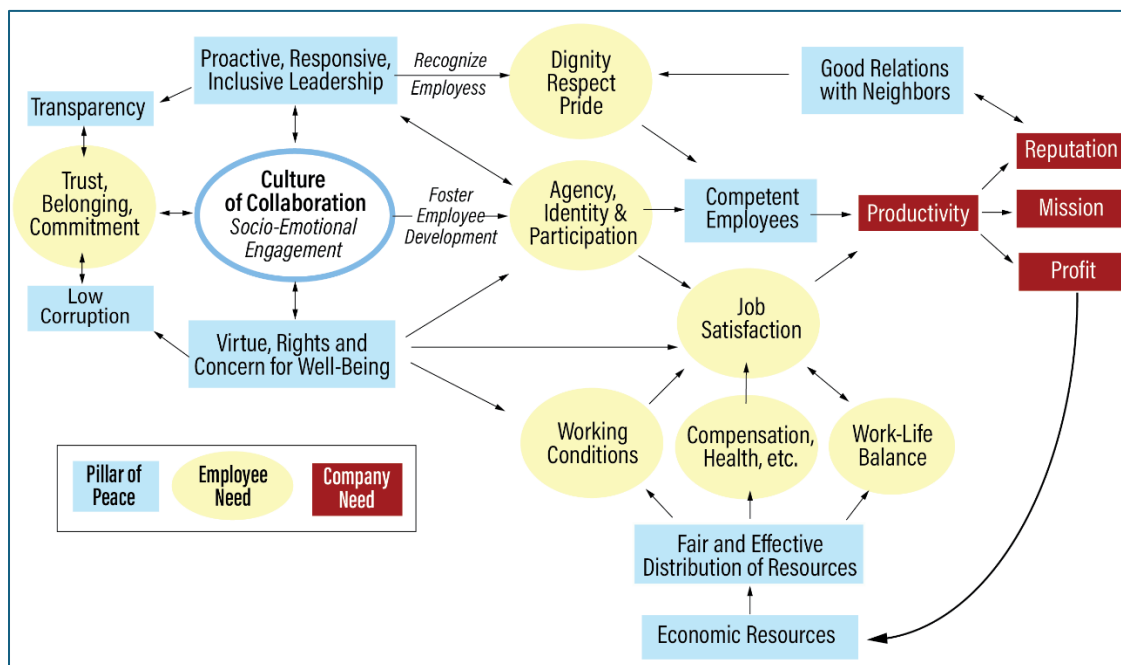 Proactive, Responsive,
Inclusive Leadership
Recognize
Employess
Dignity
Respect
Pride
Good Relations
with Neighbors
Transparency
Reputation
Trust,
Belonging,
Commitment
Culture
of Collaboration
Socio-Emotional
Engagement
Foster
Employee
Development
Agency,
Identity &
Participation
Competent
Employees
Productivity
Mission
Profit
Low
Corruption
Virtue, Rights and
Concern for Well-Being
Job
Satisfaction
Working
Conditions
Compensation,
Health, etc.
Work-Life
Balance
Pillar of
Peace
Employee
Need
Company
Need
Fair and Effective
Distribution of Resources
Economic Resources